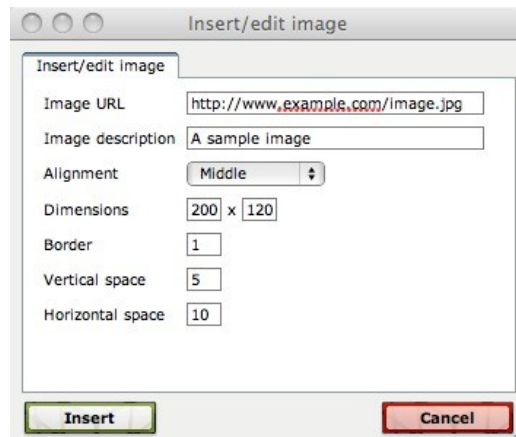 Insert/edit image
Insert/edit image
Image URL http://www.example.com/image.jpg
Image description A sample image
Alignment Middle
Dimensions 200 x 120
Border 1
Vertical space 5
Horizontal space 10
Insert Cancel